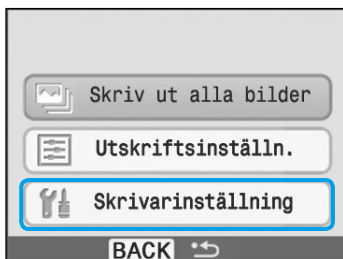 Skriv ut alla bilder
Utskriftsinställn.
Skrivarinställning
BACK